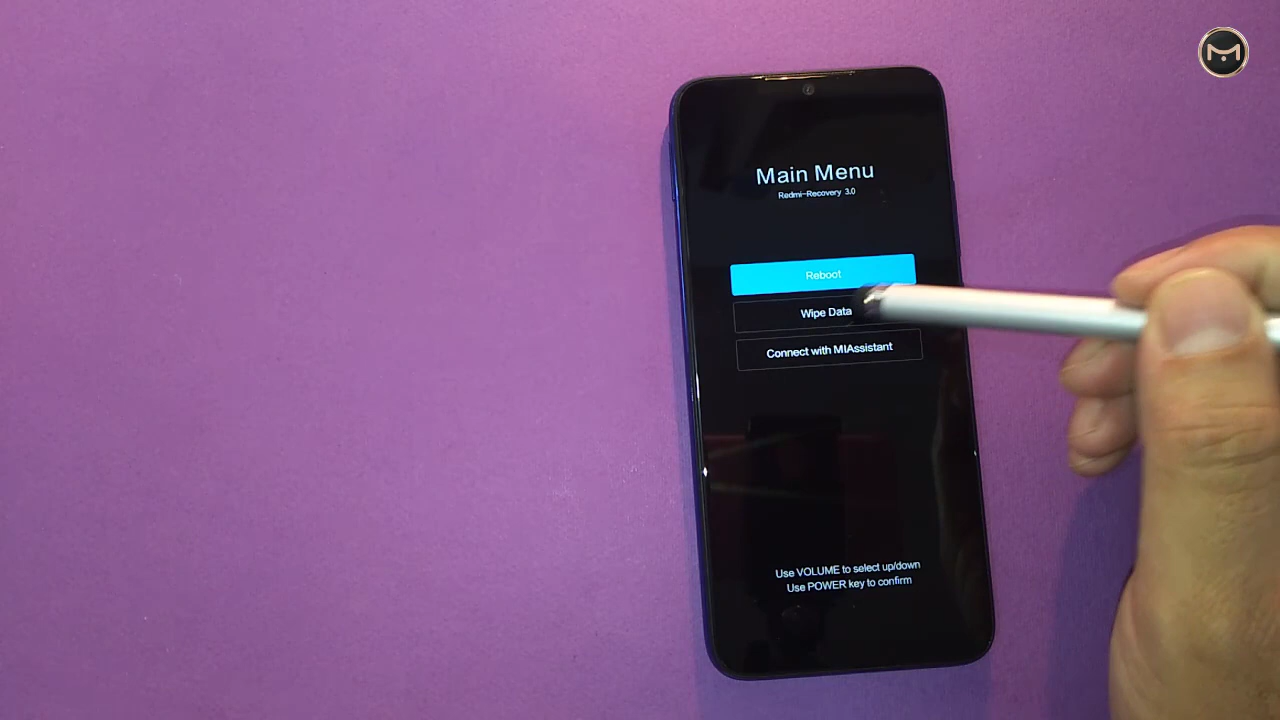 Main Menu
Redmi-Recovery 3.0
Reboot
Wipe Data
Connect with MIAssistant
Use VOLUME to select up/down
Use POWER key to confirm